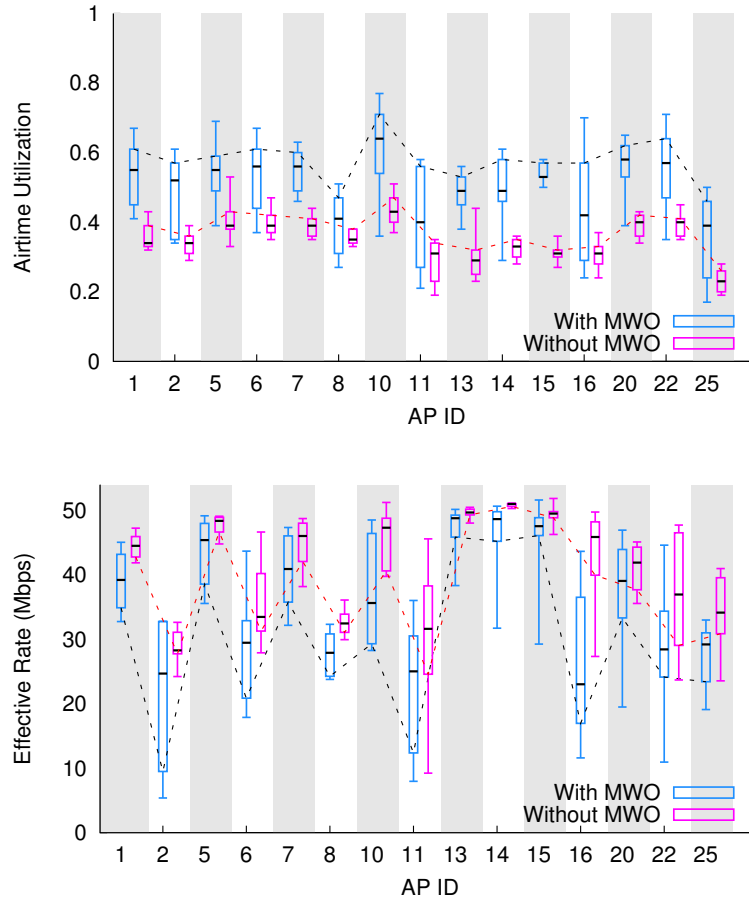 1
0.8
0.6
0.4
0.2
0
Airtime Utilization
With MWO
Without MWO
1 2 5 6 7 8 10 11 13 14 15 16 20 22 25
AP ID
50
40
30
20
10
0
Effective Rate (Mbps)
With MWO
Without MWO
1 2 5 6 7 8 10 11 13 14 15 16 20 22 25
AP ID